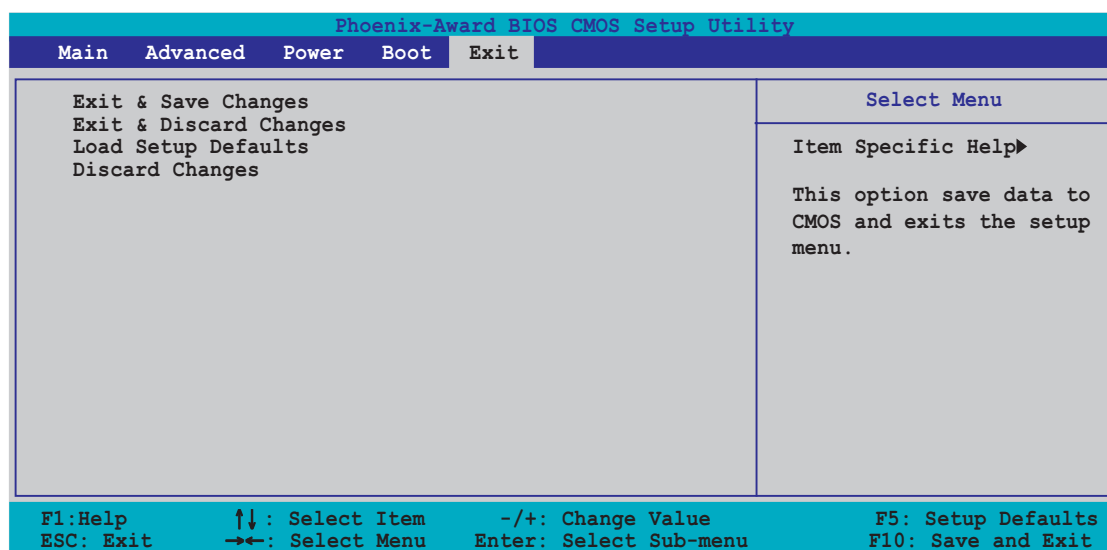 Phoenix-Award BIOS CMOS Setup Utility
Main Advanced Power Boot Exit
Exit & Save Changes
Exit & Discard Changes
Load Setup Defaults
Discard Changes
Select Menu
Item Specific Help▶
This option save data to
CMOS and exits the setup
menu.
F1:Help ↑↓: Select Item -/+: Change Value F5: Setup Defaults
ESC: Exit →←: Select Menu Enter: Select Sub-menu F10: Save and Exit